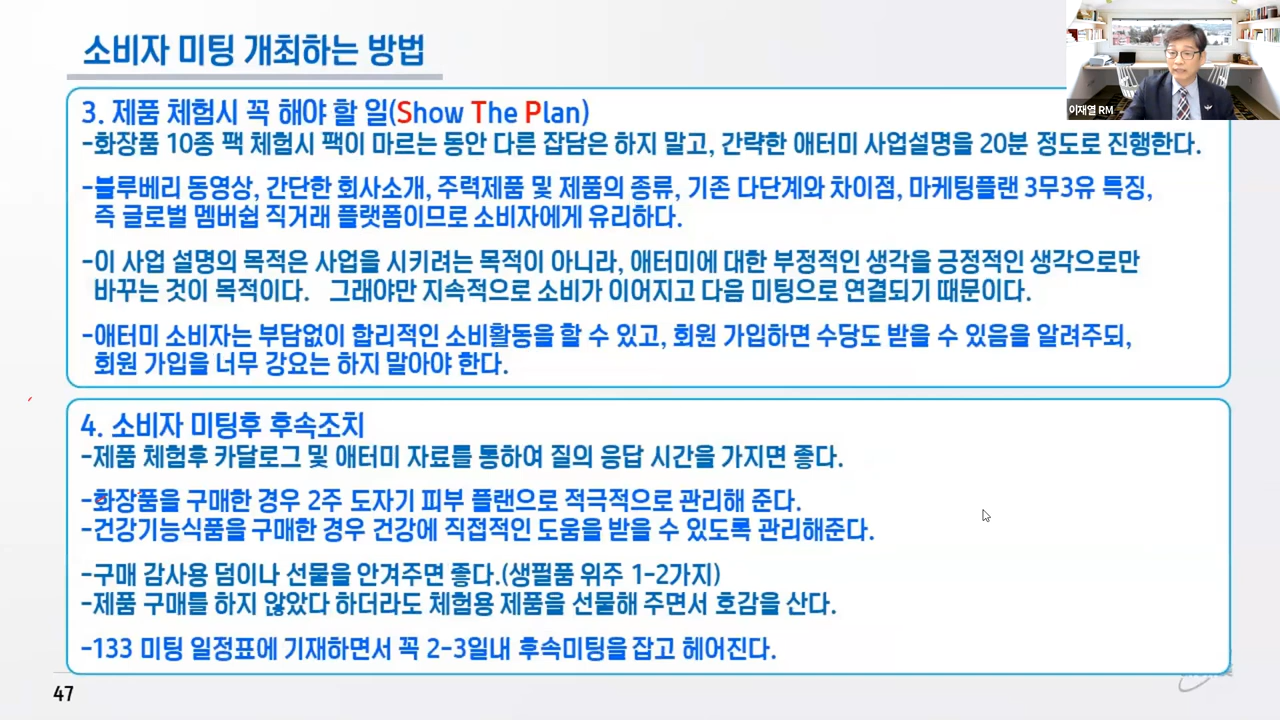 소비자 미팅 개최하는 방법
이재열 RM
3. 제품 체험시 꼭 해야 할 일(Show The Plan)
-화장품 10종 팩 체험시 팩이 마르는 동안 다른 잡담은 하지 말고, 간략한 애터미 사업설명을 20분 정도로 진행한다.
-블루베리 동영상, 간단한 회사소개, 주력제품 및 제품의 종류, 기존 다단계와 차이점, 마케팅플랜 3무3유 특징,
즉 글로벌 멤버쉽 직거래 플랫폼이므로 소비자에게 유리하다.
-이 사업 설명의 목적은 사업을 시키려는 목적이 아니라, 애터미에 대한 부정적인 생각을 긍정적인 생각으로만
바꾸는 것이 목적이다. 그래야만 지속적으로 소비가 이어지고 다음 미팅으로 연결되기 때문이다.
-애터미 소비자는 부담없이 합리적인 소비활동을 할 수 있고, 회원 가입하면 수당도 받을 수 있음을 알려주되,
회원 가입을 너무 강요는 하지 말아야 한다.
4. 소비자 미팅후 후속조치
-제품 체험후 카달로그 및 애터미 자료를 통하여 질의 응답 시간을 가지면 좋다.
-화장품을 구매한 경우 2주 도자기 피부 플랜으로 적극적으로 관리해 준다.
-건강기능식품을 구매한 경우 건강에 직접적인 도움을 받을 수 있도록 관리해준다.
-구매 감사용 덤이나 선물을 안겨주면 좋다.(생필품 위주 1-2가지)
-제품 구매를 하지 않았다 하더라도 체험용 제품을 선물해 주면서 호감을 산다.
-133 미팅 일정표에 기재하면서 꼭 2-3일내 후속미팅을 잡고 헤어진다.
47